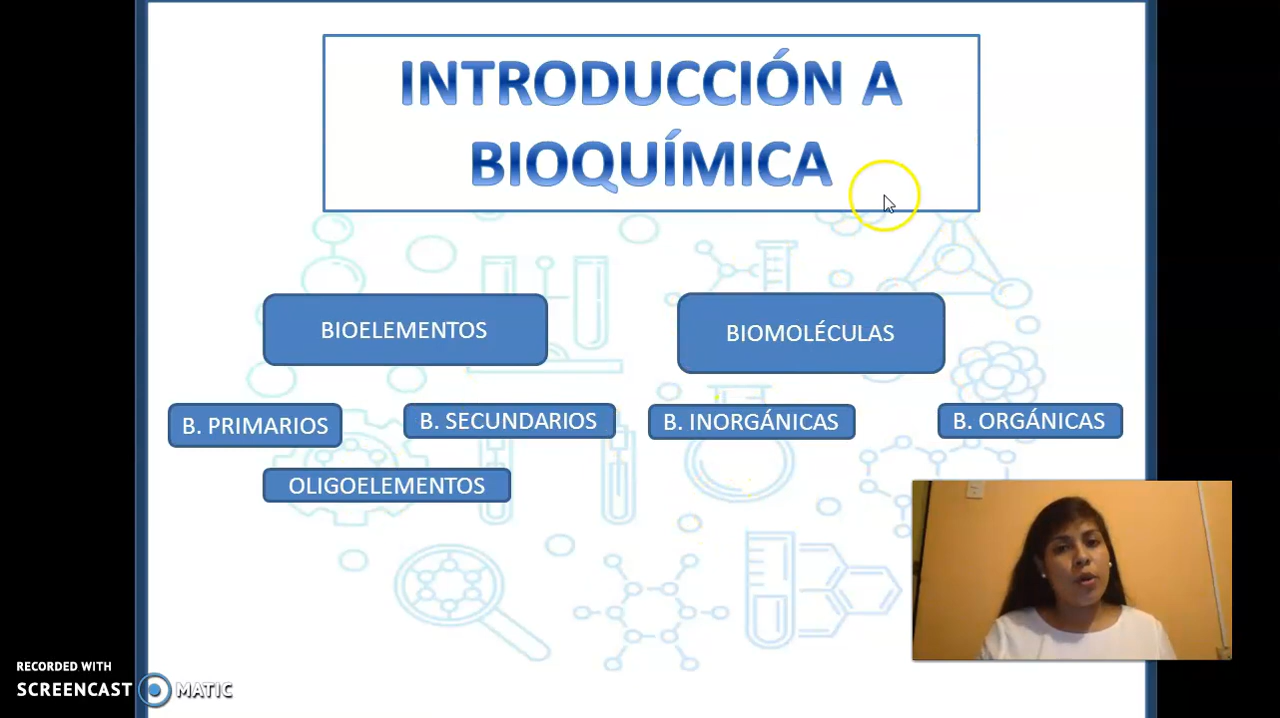 INTRODUCCIÓN A
BIOQUÍMICA
BIOELEMENTOS
BIOMOLÉCULAS
B. PRIMARIOS
B. SECUNDARIOS
B. INORGÁNICAS
B. ORGÁNICAS
OLIGOELEMENTOS
RECORDED WITH
SCREENCAST MATIC